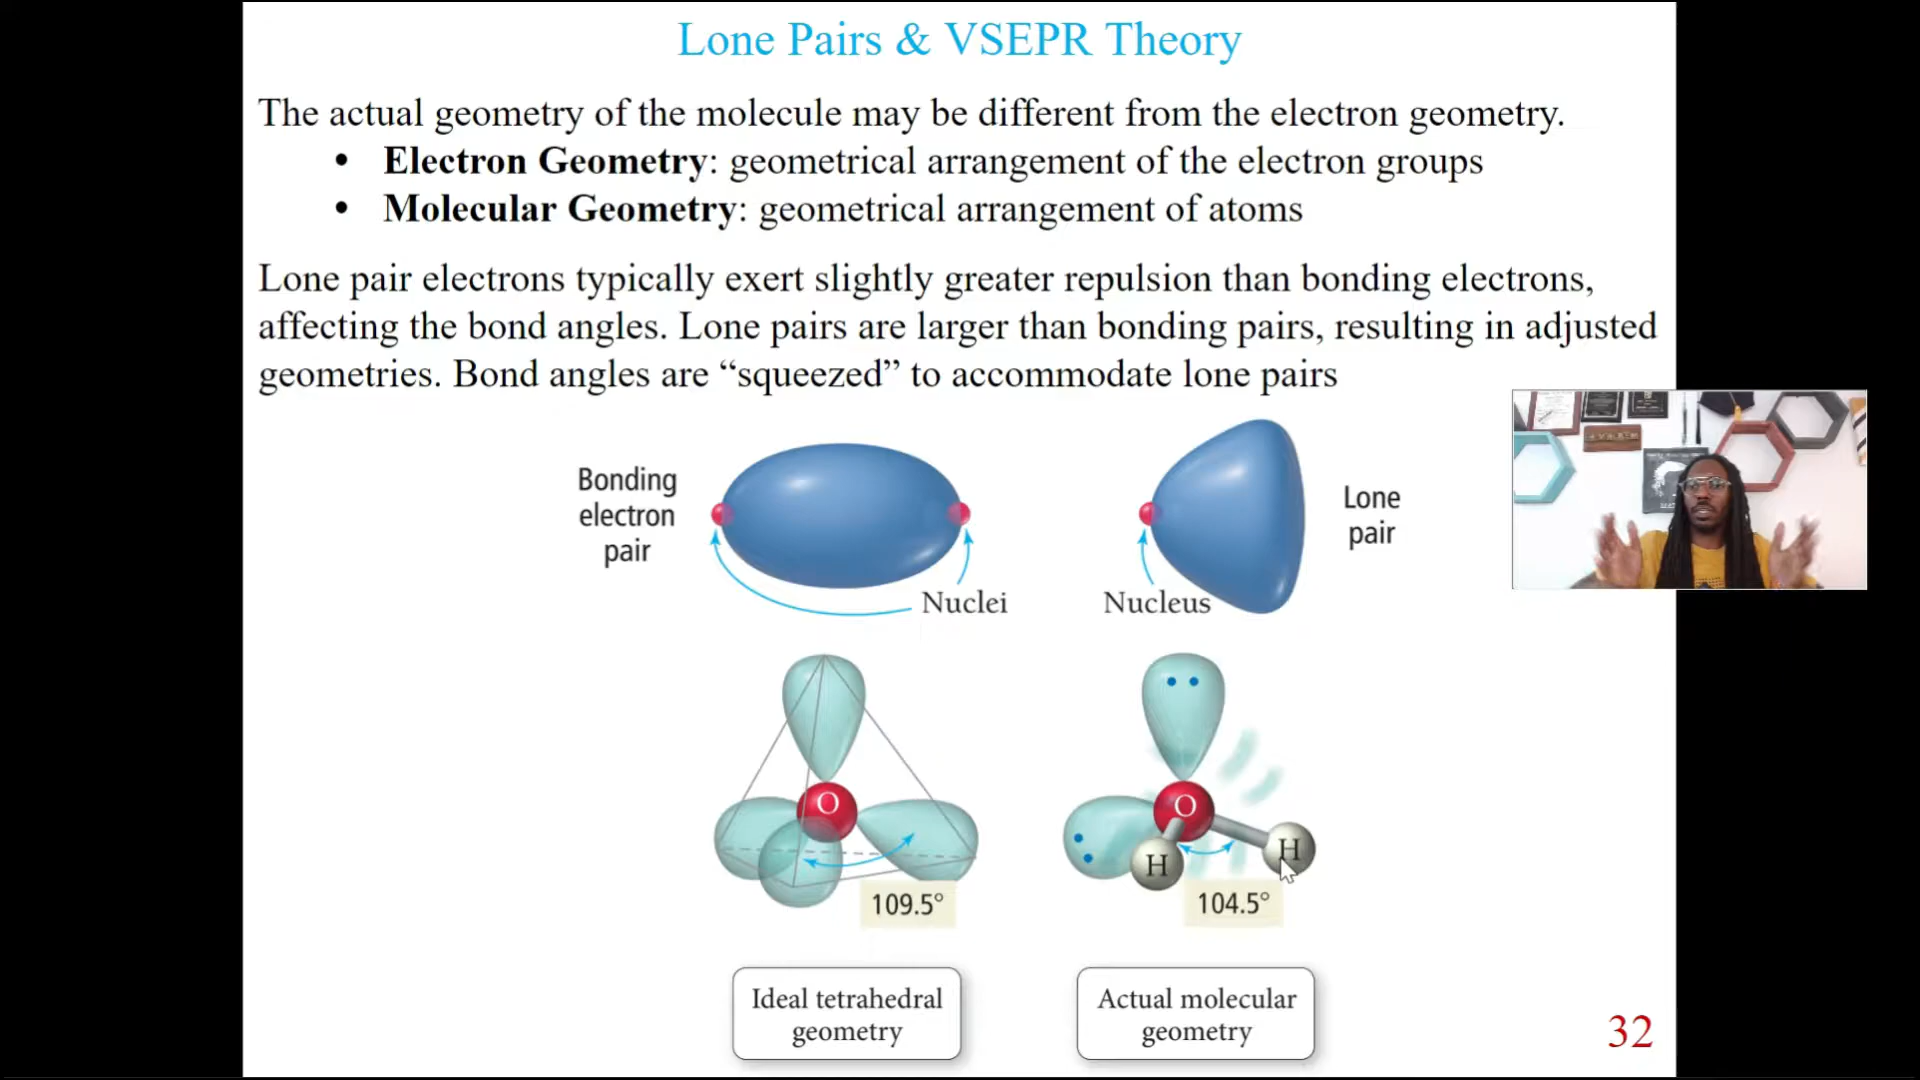 Lone Pairs & VSEPR Theory
The actual geometry of the molecule may be different from the electron geometry.
• Electron Geometry: geometrical arrangement of the electron groups
• Molecular Geometry: geometrical arrangement of atoms
Lone pair electrons typically exert slightly greater repulsion than bonding electrons,
affecting the bond angles. Lone pairs are larger than bonding pairs, resulting in adjusted
geometries. Bond angles are “squeezed” to accommodate lone pairs
Bonding
electron
pair
Nuclei
Nucleus
Lone
pair
O
109.5°
O
H
H
104.5°
Ideal tetrahedral
geometry
Actual molecular
geometry
32